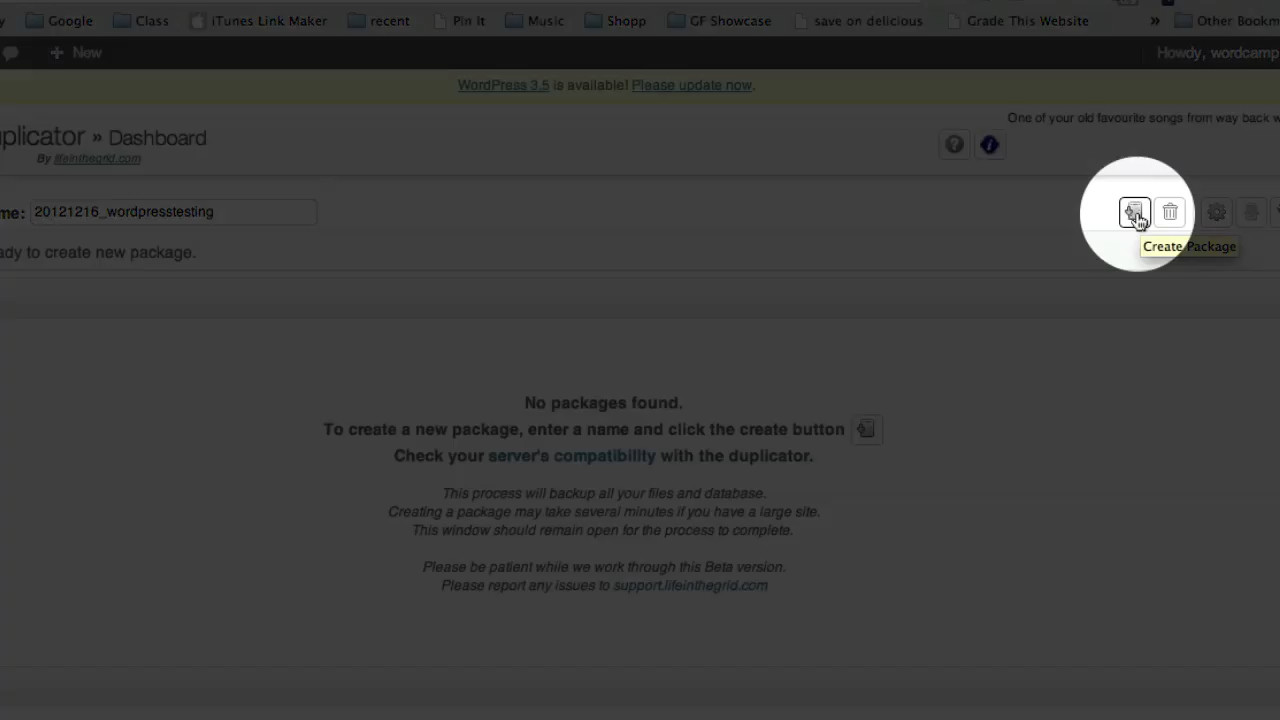 Google Class iTunes Link Maker recent Pin It Music Shopp GF Showcase save on delicious Grade This Website » Other Bookm
+ New Howdy, wordcamp
WordPress 3.5 is available! Please update now.
One of your old favourite songs from way back w
plicator » Dashboard
By lifeinthegrid.com
me: 20121216_wordpresstesting
Create Package
ady to create new package.
No packages found.
To create a new package, enter a name and click the create button
Check your server's compatibility with the duplicator.
This process will backup all your files and database.
Creating a package may take several minutes if you have a large site.
This window should remain open for the process to complete.
Please be patient while we work through this Beta version.
Please report any issues to support.lifeinthegrid.com